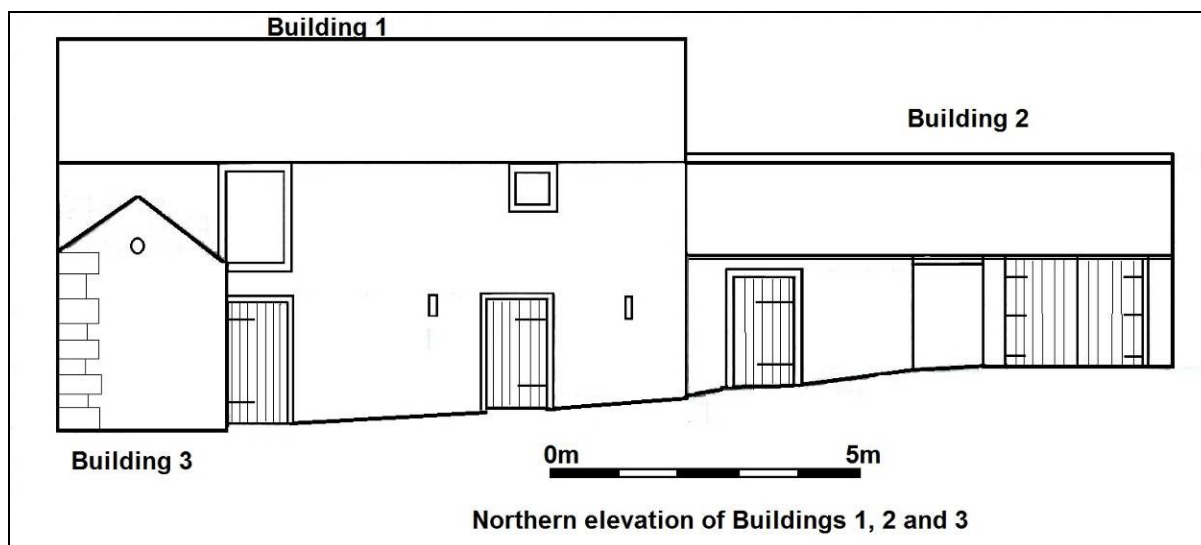 Building 1
Building 2
Building 3
0m 5m
Northern elevation of Buildings 1, 2 and 3